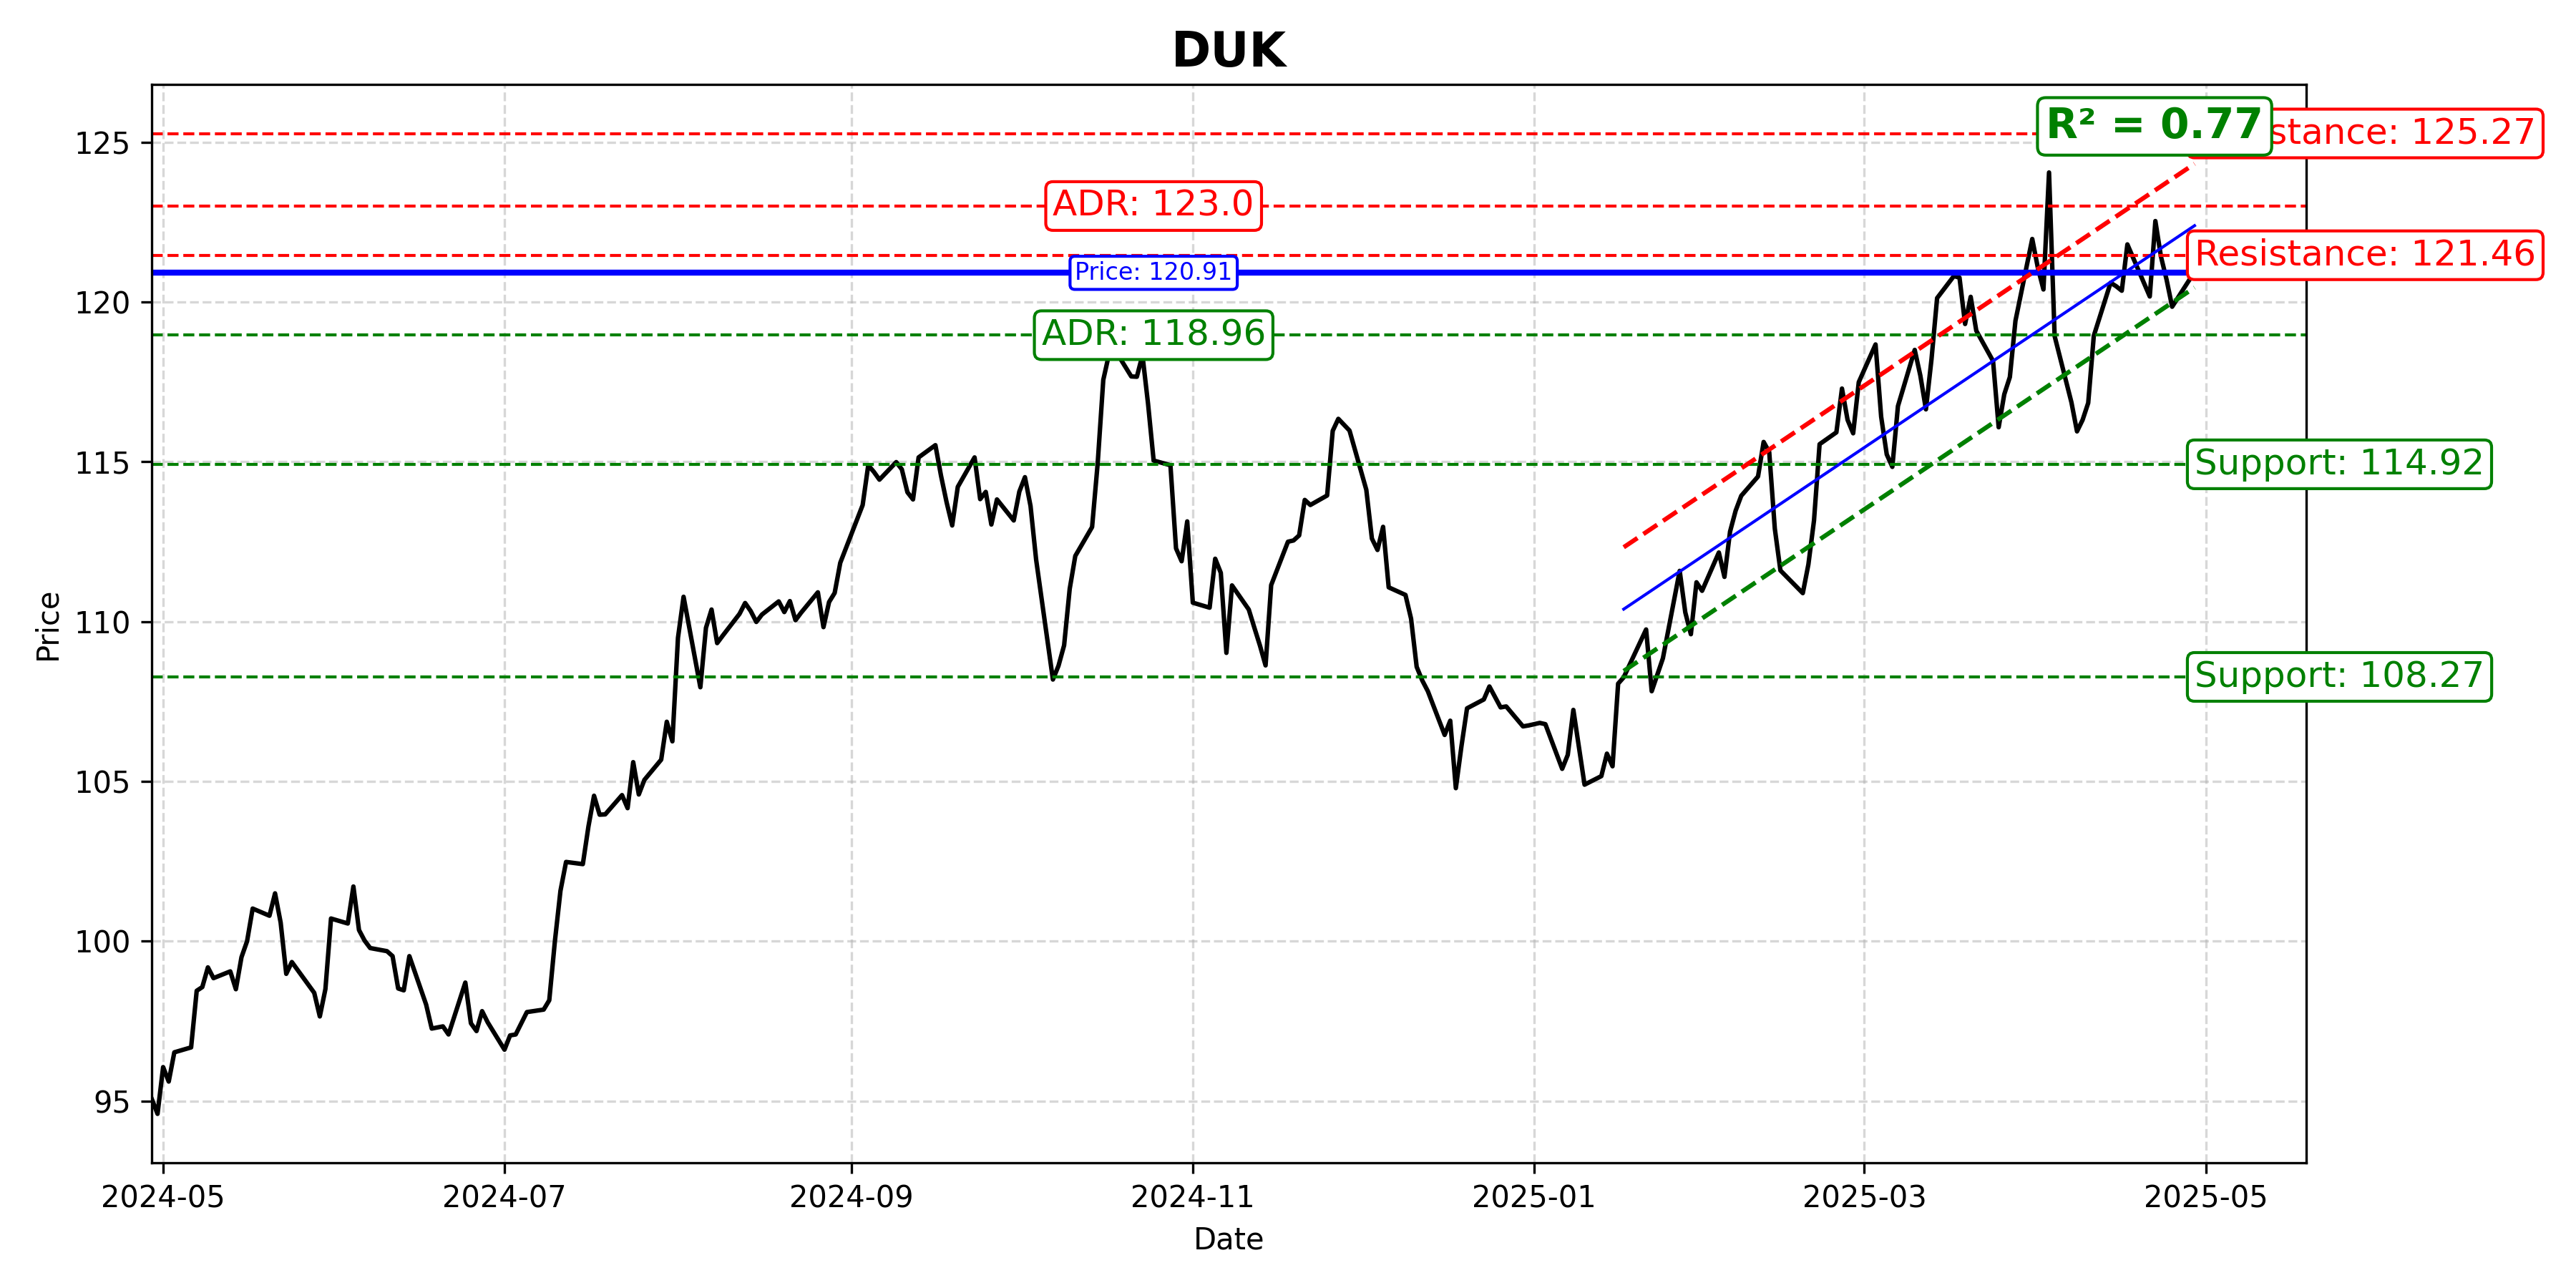 DUK
R² = 0.77
stance: 125.27
ADR: 123.0
Resistance: 121.46
Price: 120.91
ADR: 118.96
Support: 114.92
Support: 108.27
Price
125
120
115
110
105
100
95
2024-05
2024-07
2024-09
2024-11
2025-01
2025-03
2025-05
Date